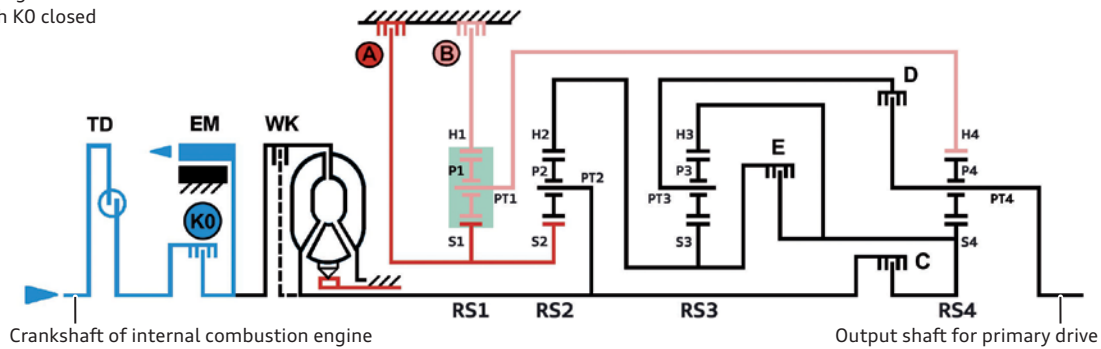 n K0 closed
A
B
D
TD
EM
WK
H1
H2
H3
E
H4
P1
P2
PT2
P3
P4
PT1
PT3
PT4
K0
S1
S2
S3
S4
C
RS1
RS2
RS3
RS4
Crankshaft of internal combustion engine
Output shaft for primary drive